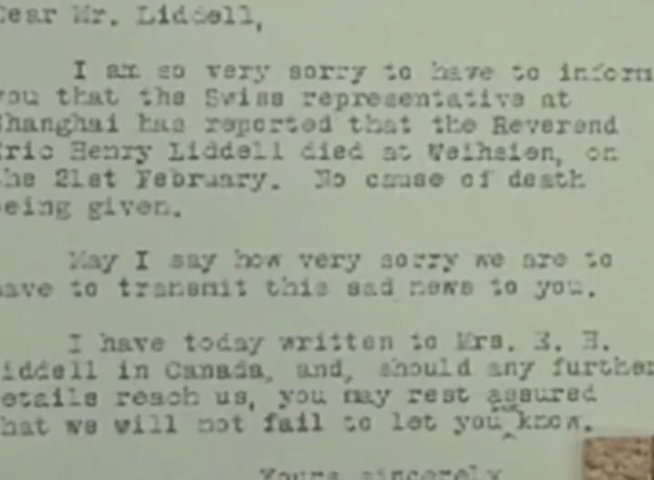 Dear Mr. Liddell,
I am so very sorry to have to inform
you that the Swiss representative at
Shanghai has reported that the Reverend
Eric Henry Liddell died at Weihsien, on
the 21st February. No cause of death
being given.
May I say how very sorry we are to
have to transmit this sad news to you.
I have today written to Mrs. E. H.
Liddell in Canada, and, should any further
details reach us, you may rest assured
that we will not fail to let you know.
Yours sincerely